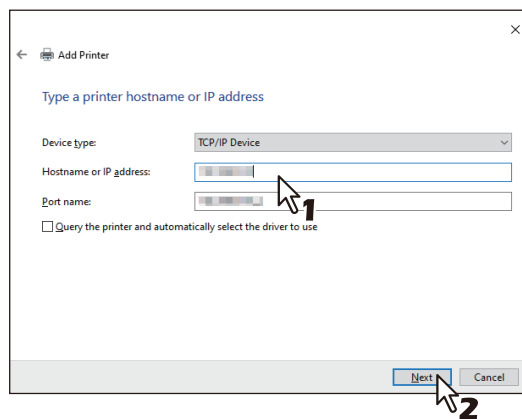 Add Printer
Type a printer hostname or IP address
Device type: TCP/IP Device
Hostname or IP address:
1
Port name:
Query the printer and automatically select the driver to use
Next Cancel
2